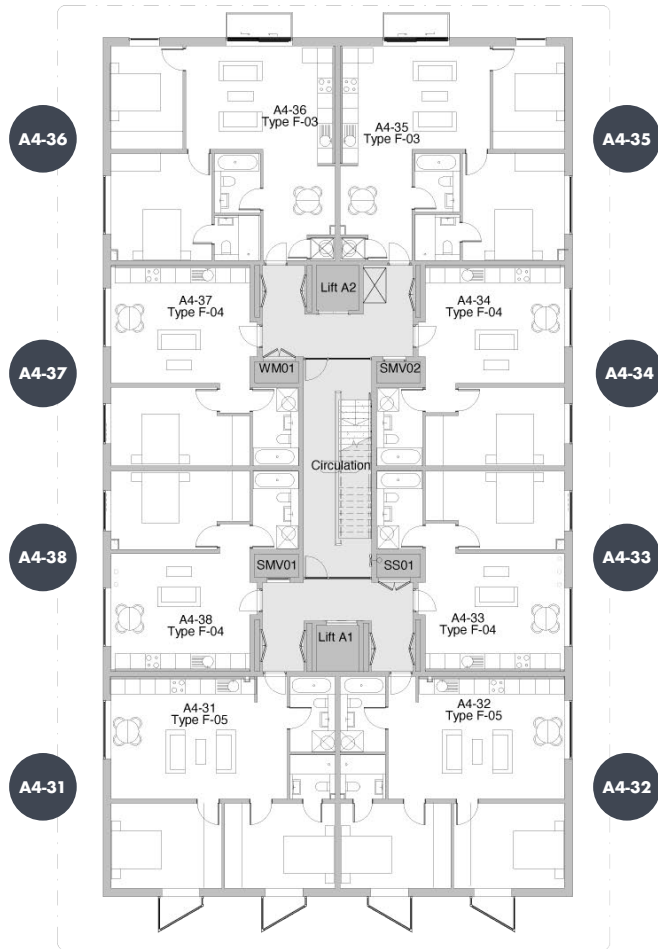 A4-36
A4-36
Type F-03
A4-35
Type F-03
A4-35
Lift A2
A4-37
Type F-04
A4-34
Type F-04
A4-37
WM01
SMV02
A4-34
Circulation
A4-38
SMV01
SS01
A4-33
A4-38
Type F-04
A4-33
Type F-04
Lift A1
A4-31
Type F-05
A4-32
Type F-05
A4-31
A4-32